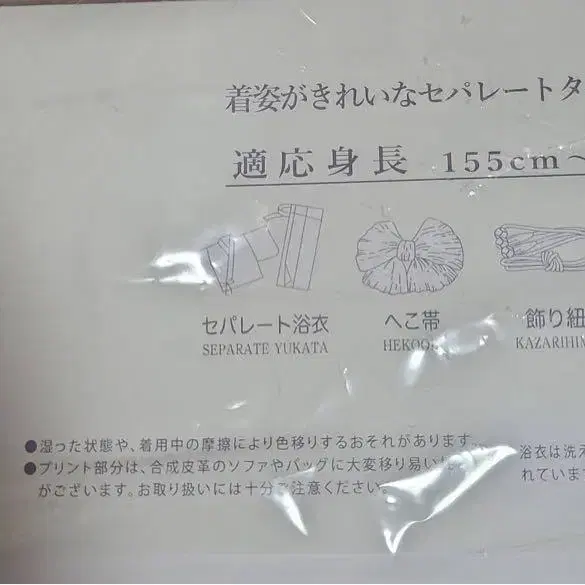 着姿がきれいなセパレートタ
適応身長 155cm～
セパレート浴衣
SEPARATE YUKATA
へこ帯
HEKOO
飾り紐
KAZARIHIM
●湿った状態や、着用中の摩擦により色移りするおそれがあります。
●プリント部分は、合成皮革のソファやバッグに大変移り易い
がございます。お取り扱いには十分ご注意ください。
浴衣は洗え
れています